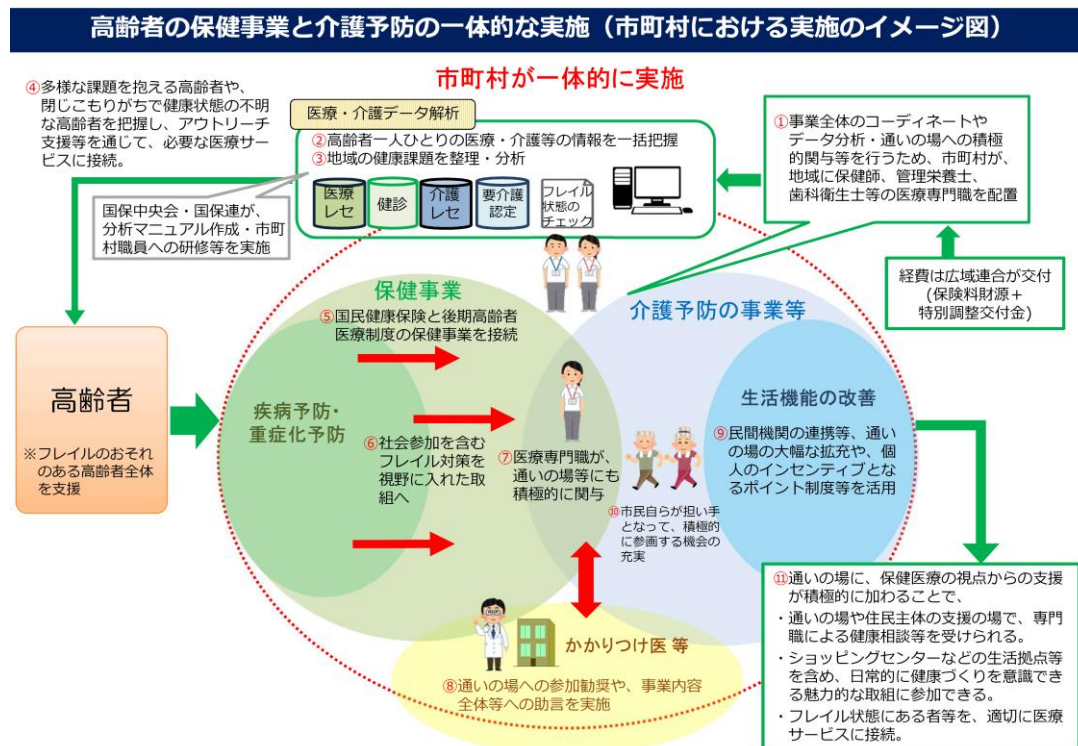 高齢者の保健事業と介護予防の一体的な実施（市町村における実施のイメージ図）
市町村が一体的に実施
④多様な課題を抱える高齢者や、
閉じこもりがちで健康状態の不明
な高齢者を把握し、アウトリーチ
支援等を通じて、必要な医療サー
ビスに接続。
医療・介護データ解析
②高齢者一人ひとりの医療・介護等の情報を一括把握
③地域の健康課題を整理・分析
医療
レセ
健診
介護
レセ
要介護
認定
フレイル
状態の
チェック
①事業全体のコーディネートや
データ分析・通いの場への積極
的関与等を行うため、市町村が、
地域に保健師、管理栄養士、
歯科衛生士等の医療専門職を配置
国保中央会・国保連が、
分析マニュアル作成・市町
村職員への研修等を実施
経費は広域連合が交付
(保険料財源＋
特別調整交付金)
保健事業
⑤国民健康保険と後期高齢者
医療制度の保健事業を接続
介護予防の事業等
高齢者
※フレイルのおそれ
のある高齢者全体
を支援
疾病予防・
重症化予防
⑥社会参加を含む
フレイル対策を
視野に入れた取
組へ
⑦医療専門職が、
通いの場等にも
積極的に関与
生活機能の改善
⑨民間機関の連携等、通い
の場の大幅な拡充や、個
人のインセンティブとな
るポイント制度等を活用
⑩市民自らが担い手
となって、積極的
に参画する機会の
充実
かかりつけ医 等
⑧通いの場への参加勧奨や、事業内容
全体等への助言を実施
⑪通いの場に、保健医療の視点からの支援
が積極的に加わることで、
・通いの場や住民主体の支援の場で、専門
職による健康相談等を受けられる。
・ショッピングセンターなどの生活拠点等
を含め、日常的に健康づくりを意識でき
る魅力的な取組に参加できる。
・フレイル状態にある者等を、適切に医療
サービスに接続。